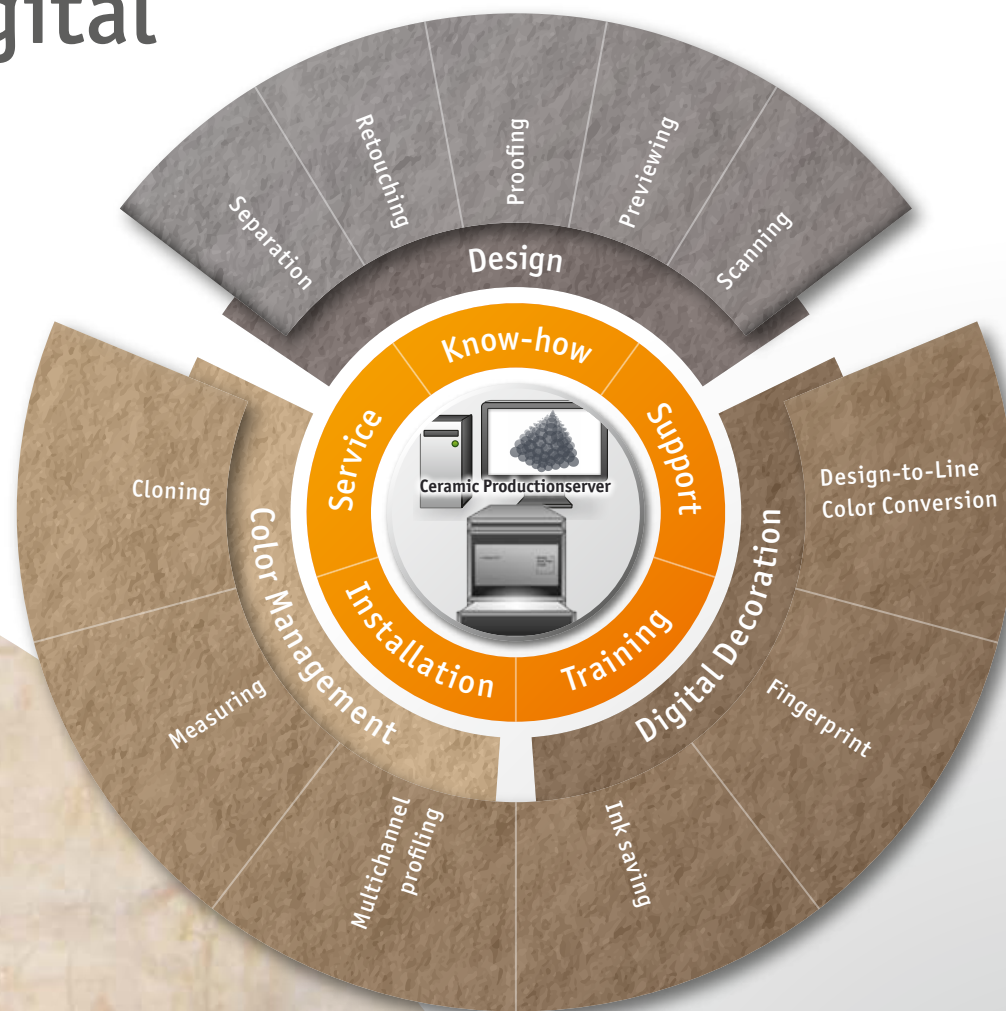 gital
Separation
Retouching
Proofing
Previewing
Scanning
Design
Know-how
Service
Support
Installation
Training
Ceramic Productionserver
Color Management
Cloning
Measuring
Multichannel
profiling
Digital Decoration
Design-to-Line
Color Conversion
Fingerprint
Ink saving